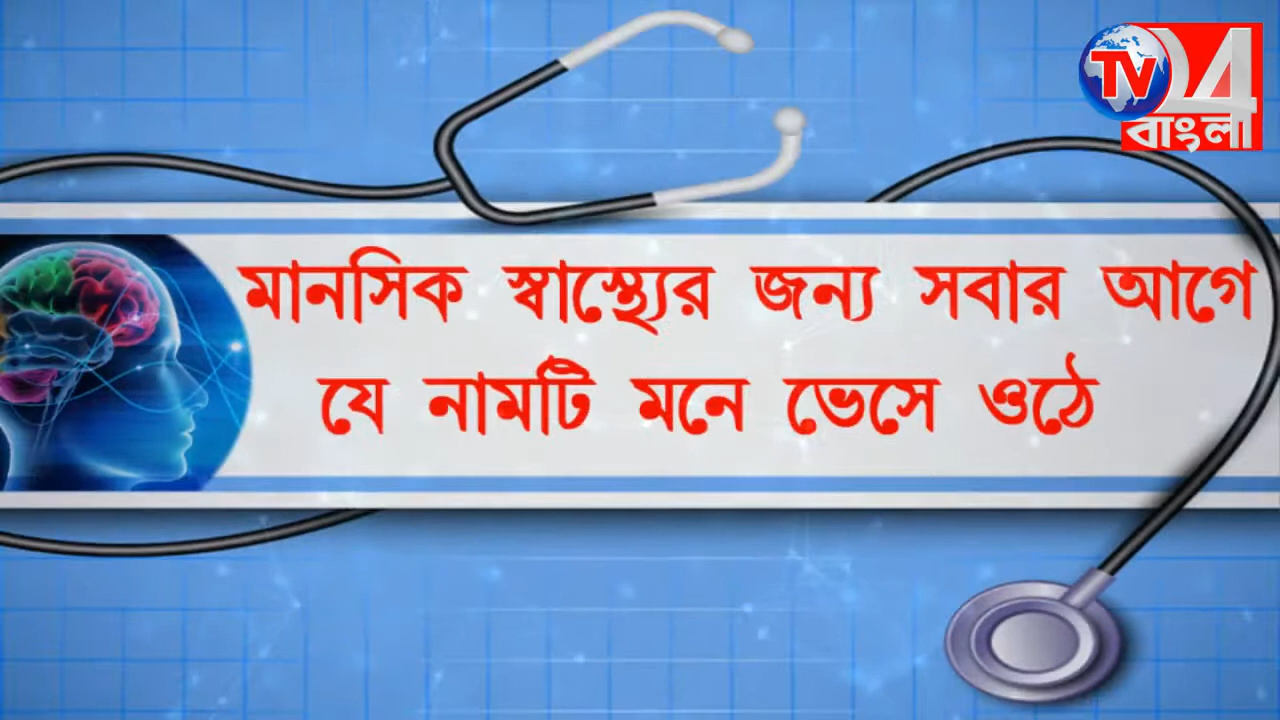 TV 24
বাংলা
মানসিক স্বাস্থ্যের জন্য সবার আগে
যে নামটি মনে ভেসে ওঠে